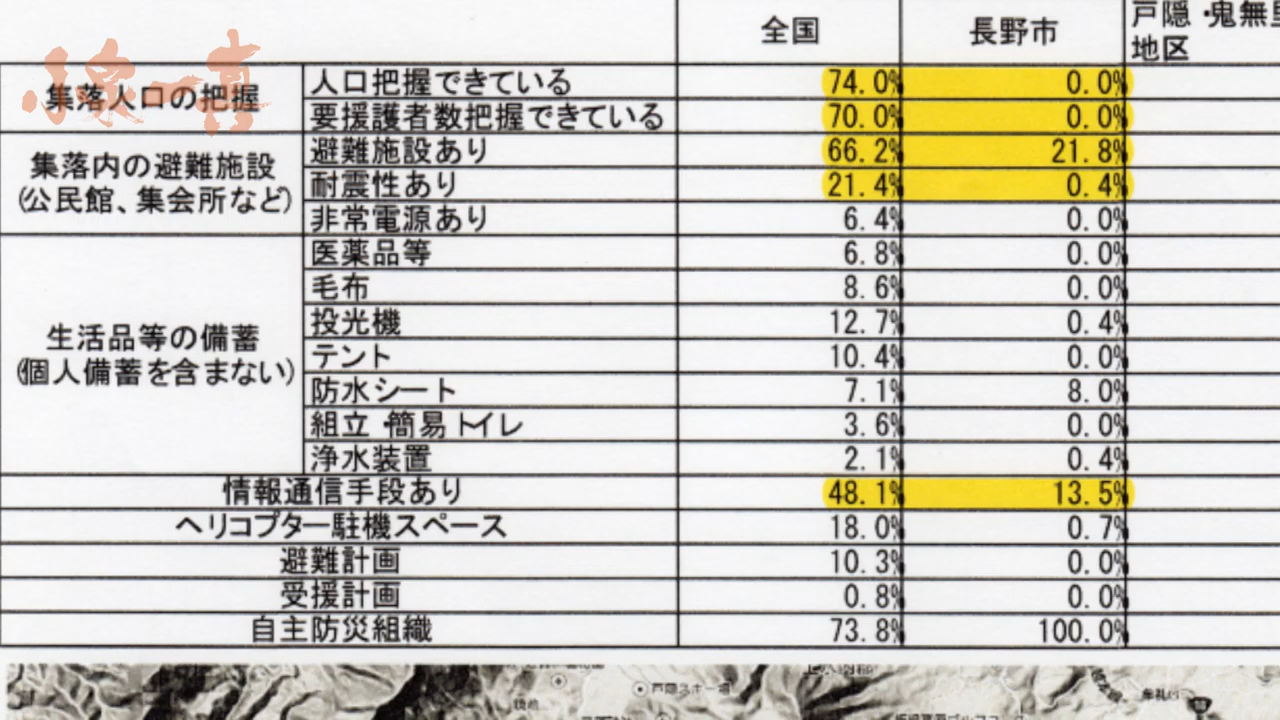 全国 長野市 戸隠・鬼無里
地区
小泉一真
集落人口の把握 人口把握できている 74.0% 0.0%
要援護者数把握できている 70.0% 0.0%
集落内の避難施設
(公民館、集会所など)
避難施設あり 66.2% 21.8%
耐震性あり 21.4% 0.4%
非常電源あり 6.4% 0.0%
生活品等の備蓄
(個人備蓄を含まない)
医薬品等 6.8% 0.0%
毛布 8.6% 0.0%
投光機 12.7% 0.4%
テント 10.4% 0.0%
防水シート 7.1% 8.0%
組立・簡易トイレ 3.6% 0.0%
浄水装置 2.1% 0.4%
情報通信手段あり 48.1% 13.5%
ヘリコプター駐機スペース 18.0% 0.7%
避難計画 10.3% 0.0%
受援計画 0.8% 0.0%
自主防災組織 73.8% 100.0%
戸隠スキー場